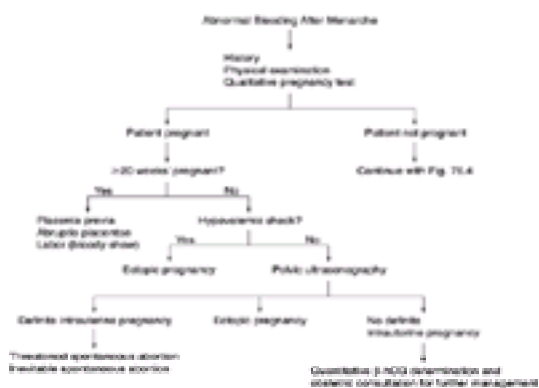 Abnormal Bleeding After Menarche
History
Physical examination
Qualitative pregnancy test
Patient pregnant
Patient not pregnant
>20 weeks' pregnant?
Continue with Fig.
Yes
No
Placenta previa
Abruptio placentae
Labor (bloody show)
Hypovolemic shock?
Yes
No
Ectopic pregnancy
Pelvic ultrasonography
Definite intrauterine pregnancy
Ectopic pregnancy
No definite
intrauterine pregnancy
Threatened spontaneous abortion
Inevitable spontaneous abortion
Quantitative β-hCG determination and
obstetric consultation for further management